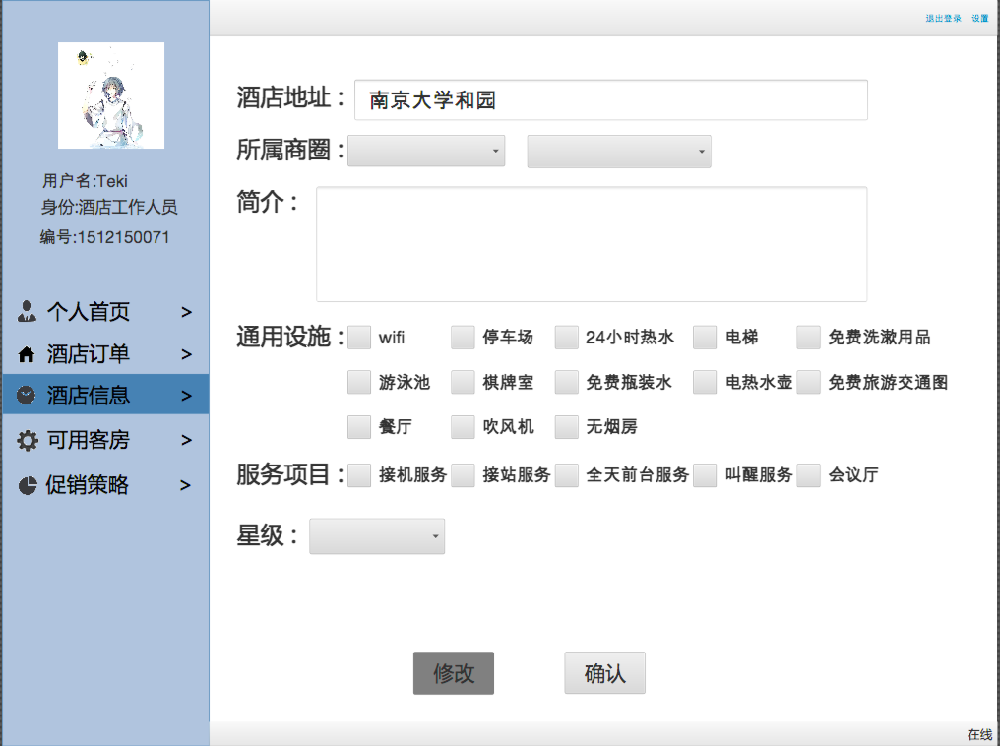 退出登录 设置
用户名:Teki
身份:酒店工作人员
编号:1512150071
个人首页 >
酒店订单 >
酒店信息 >
可用客房 >
促销策略 >
酒店地址： 南京大学和园
所属商圈：
简介：
通用设施： wifi 停车场 24小时热水 电梯 免费洗漱用品
游泳池 棋牌室 免费瓶装水 电热水壶 免费旅游交通图
餐厅 吹风机 无烟房
服务项目： 接机服务 接站服务 全天前台服务 叫醒服务 会议厅
星级：
修改 确认
在线